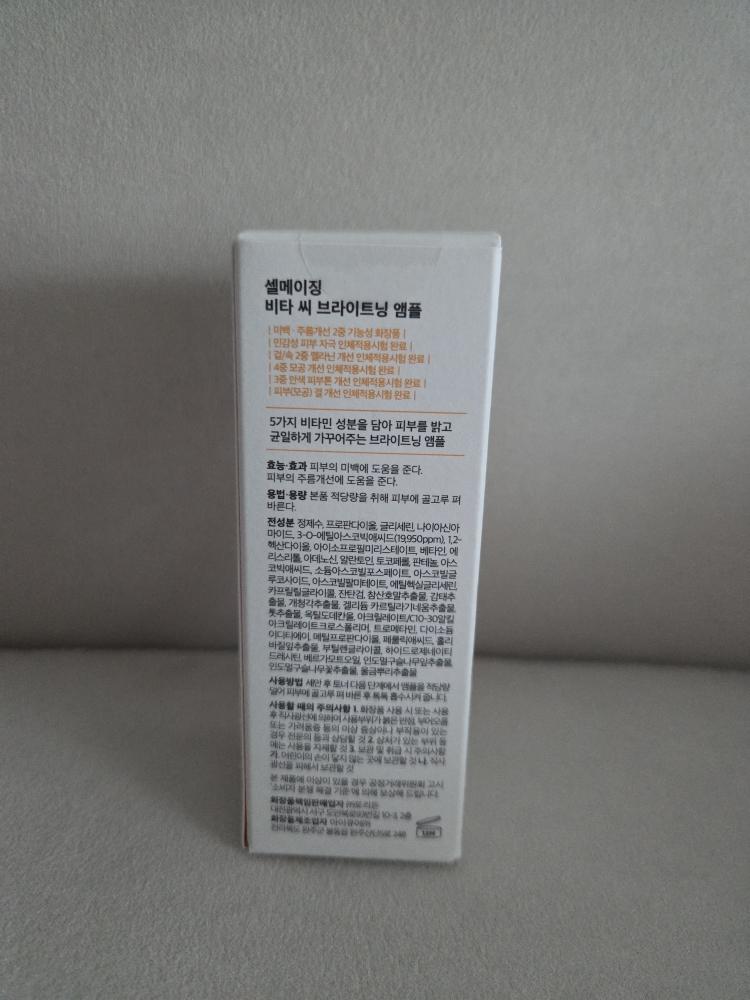 셀메이징
비타 씨 브라이트닝 앰플
| 미백 · 주름개선 2중 기능성 화장품 |
| 민감성 피부 자극 인체적용시험 완료 |
| 겉/속 2중 멜라닌 개선 인체적용시험 완료 |
| 4중 모공 개선 인체적용시험 완료 |
| 3중 안색 피부톤 개선 인체적용시험 완료 |
| 피부(모공) 결 개선 인체적용시험 완료 |
5가지 비타민 성분을 담아 피부를 밝고
균일하게 가꾸어주는 브라이트닝 앰플
효능·효과 피부의 미백에 도움을 준다.
피부의 주름개선에 도움을 준다.
용법·용량 본품 적당량을 취해 피부에 골고루 펴
바른다.
전성분 정제수, 프로판다이올, 글리세린, 나이아신아
마이드, 3-O-에틸아스코빅애씨드(19,950ppm), 1,2-
헥산다이올, 아이소프로필미리스테이트, 베타인, 에
리스리톨, 아데노신, 알란토인, 토코페롤, 판테놀, 아스
코빅애씨드, 소듐아스코빌포스페이트, 아스코빌글
루코사이드, 아스코빌팔미테이트, 에틸헥실글리세린,
카프릴릴글라이콜, 잔탄검, 참산호말추출물, 감태추
출물, 개청각추출물, 겔리듐 카르틸라기네움추출물,
톳추출물, 옥틸도데칸올, 아크릴레이트/C10-30알킬
아크릴레이트크로스폴리머, 트로메타민, 다이소듐
이디티에이, 메틸프로판다이올, 페룰릭애씨드, 홀리
바질잎추출물, 부틸렌글라이콜, 하이드로제네이티
드레시틴, 베르가모트오일, 인도멀구슬나무잎추출물,
인도멀구슬나무꽃추출물, 울금뿌리추출물
사용방법 세안 후 토너 다음 단계에서 앰플을 적당량
덜어 피부에 골고루 펴 바른 후 톡톡 흡수시켜 줍니다.
사용할 때의 주의사항 1. 화장품 사용 시 또는 사용
후 직사광선에 의하여 사용부위가 붉은 반점, 부어오름
또는 가려움증 등의 이상 증상이나 부작용이 있는
경우 전문의 등과 상담할 것 2. 상처가 있는 부위 등
에는 사용을 자제할 것 3. 보관 및 취급 시 주의사항
가. 어린이의 손이 닿지 않는 곳에 보관할 것 나. 직사
광선을 피해서 보관할 것
본 제품에 이상이 있을 경우 공정거래위원회 고시
'소비자 분쟁 해결 기준'에 의해 보상해 드립니다.
화장품책임판매업자
대전광역시 서구 10-3, 2층
화장품제조업자
전라북도 완주군 봉동읍 완주산단5로 248
12M